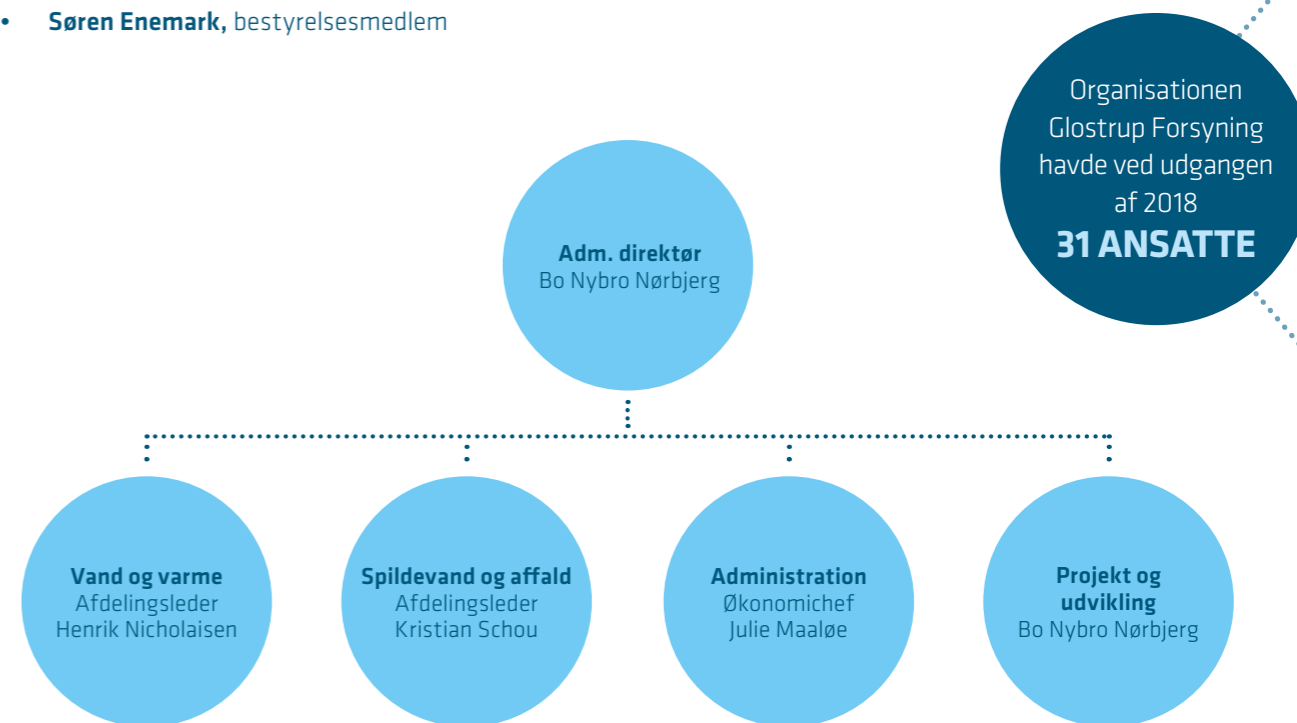 • Søren Enemark, bestyrelsesmedlem
Organisationen
Glostrup Forsyning
havde ved udgangen
af 2018
31 ANSATTE
Adm. direktør
Bo Nybro Nørbjerg
Vand og varme
Afdelingsleder
Henrik Nicholaisen
Spildevand og affald
Afdelingsleder
Kristian Schou
Administration
Økonomichef
Julie Maaløe
Projekt og
udvikling
Bo Nybro Nørbjerg